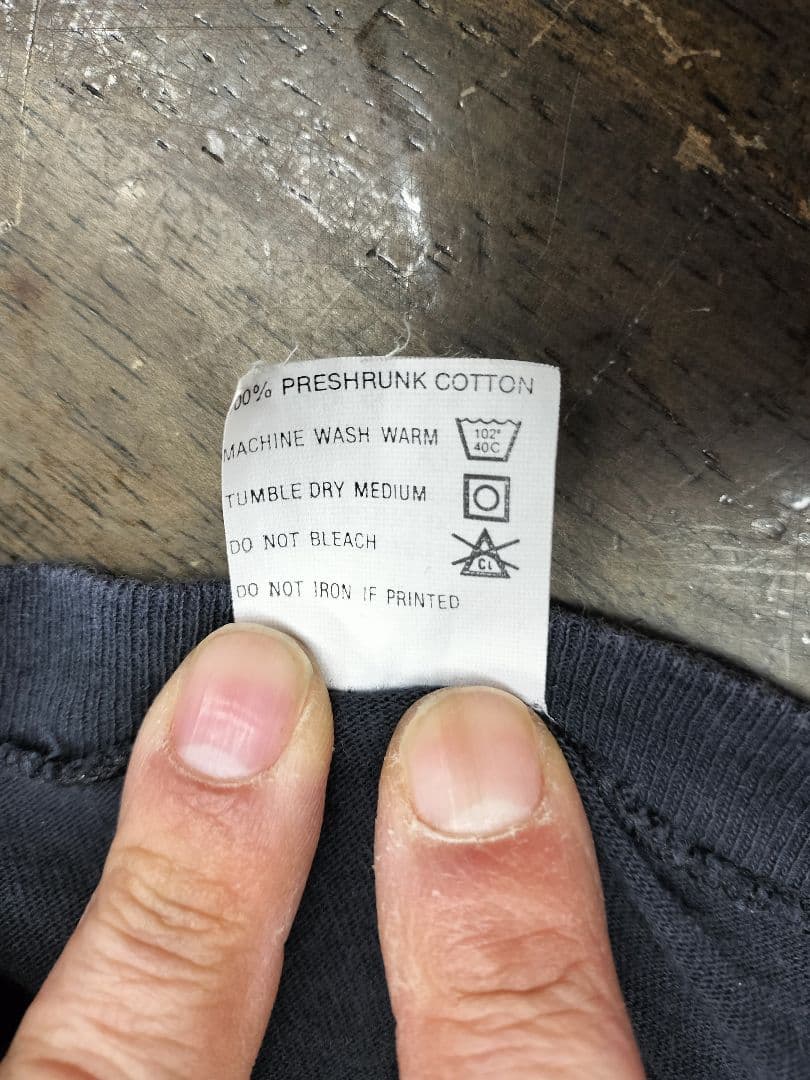 00% PRESHRUNK COTTON
MACHINE WASH WARM 102° 40C
TUMBLE DRY MEDIUM
DO NOT BLEACH CL
DO NOT IRON IF PRINTED